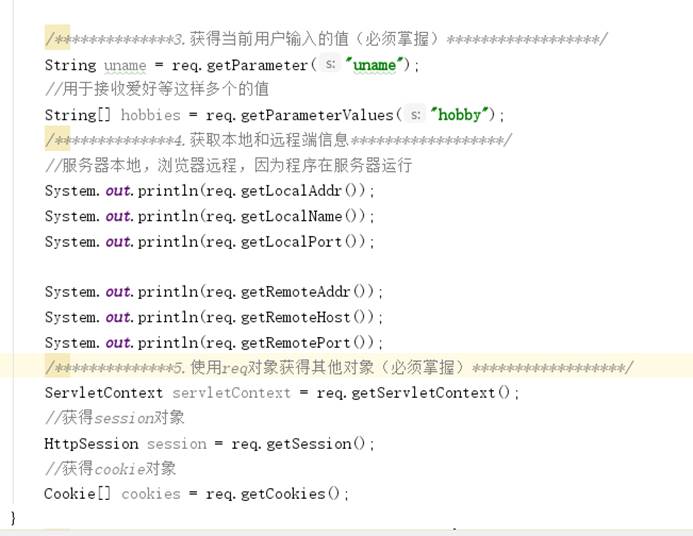 /**************3.获得当前用户输入的值（必须掌握）******************/
String uname = req.getParameter( s: "uname");
//用于接收爱好等这样多个的值
String[] hobbies = req.getParameterValues( s: "hobby");
/**************4.获取本地和远程端信息******************/
//服务器本地，浏览器远程，因为程序在服务器运行
System.out.println(req.getLocalAddr());
System.out.println(req.getLocalName());
System.out.println(req.getLocalPort());
System.out.println(req.getRemoteAddr());
System.out.println(req.getRemoteHost());
System.out.println(req.getRemotePort());
/**************5.使用req对象获得其他对象（必须掌握）******************/
ServletContext servletContext = req.getServletContext();
//获得session对象
HttpSession session = req.getSession();
//获得cookie对象
Cookie[] cookies = req.getCookies();
}